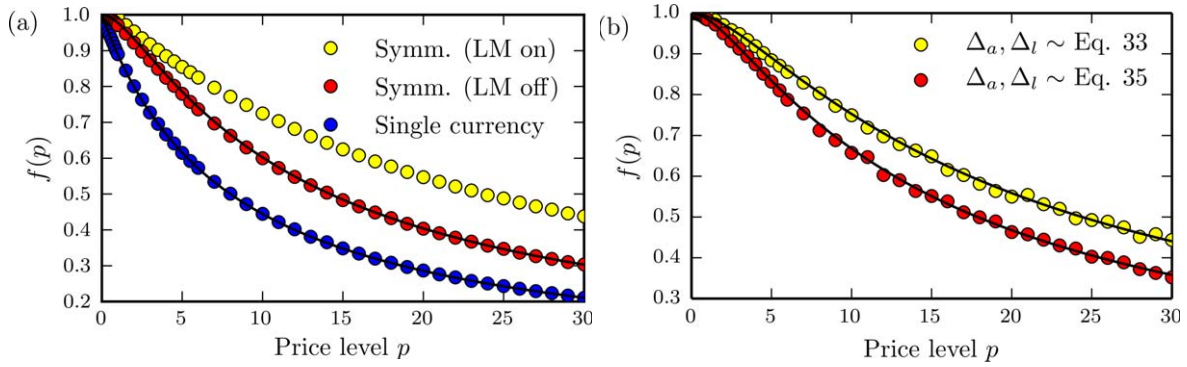 (a)
1.0
0.9
0.8
0.7
0.6
0.5
0.4
0.3
0.2
f(p)
Symm. (LM on)
Symm. (LM off)
Single currency
0 5 10 15 20 25 30
Price level p
(b)
1.0
0.9
0.8
0.7
0.6
0.5
0.4
0.3
f(p)
Δa, Δl ∼ Eq. 33
Δa, Δl ∼ Eq. 35
0 5 10 15 20 25 30
Price level p